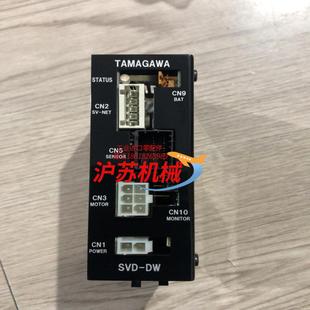 TAMAGAWA
STATUS
CN9
BAT
CN2
SV-NET
CN5
SENSOR
沪苏机械
CN3
MOTOR
CN10
MONITOR
CN1
POWER
SVD-DW